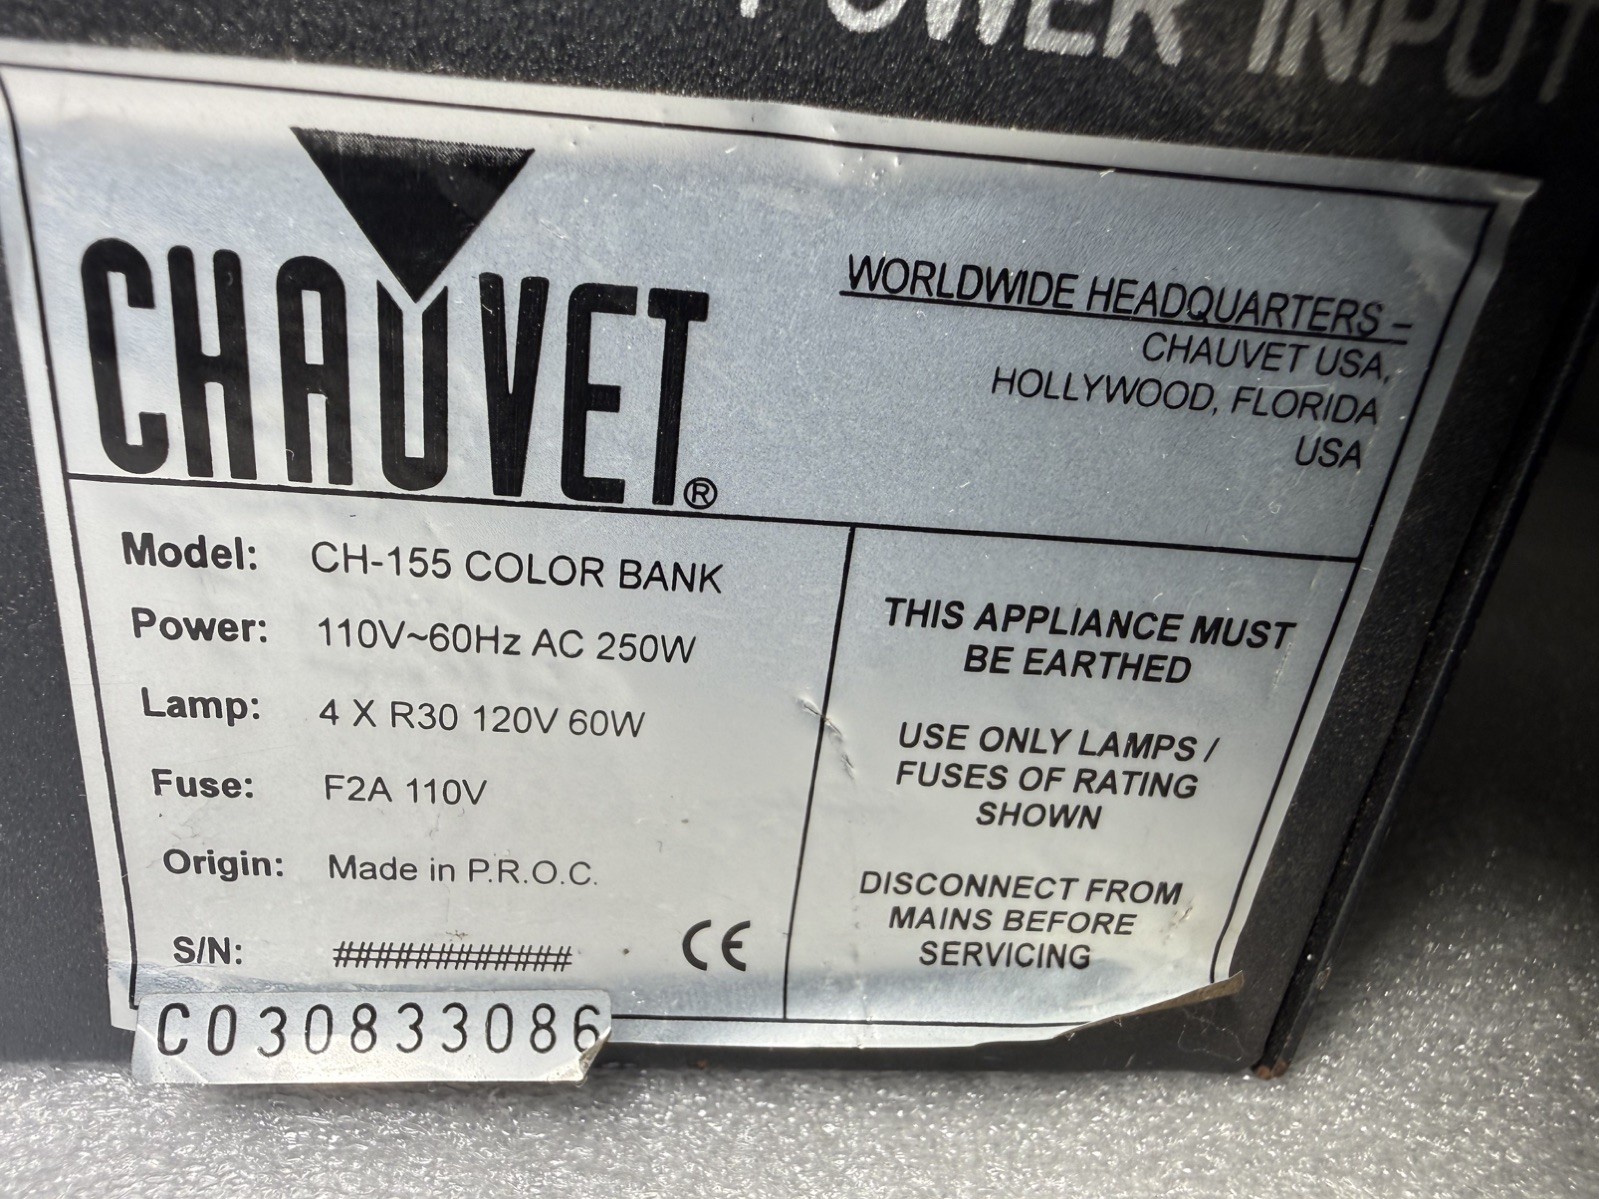 POWER INPUT
CHAUVET®
WORLDWIDE HEADQUARTERS –
CHAUVET USA,
HOLLYWOOD, FLORIDA
USA
Model: CH-155 COLOR BANK
Power: 110V~60Hz AC 250W
Lamp: 4 X R30 120V 60W
Fuse: F2A 110V
Origin: Made in P.R.O.C.
S/N: #############
CE
C030833086
THIS APPLIANCE MUST
BE EARTHED
USE ONLY LAMPS /
FUSES OF RATING
SHOWN
DISCONNECT FROM
MAINS BEFORE
SERVICING